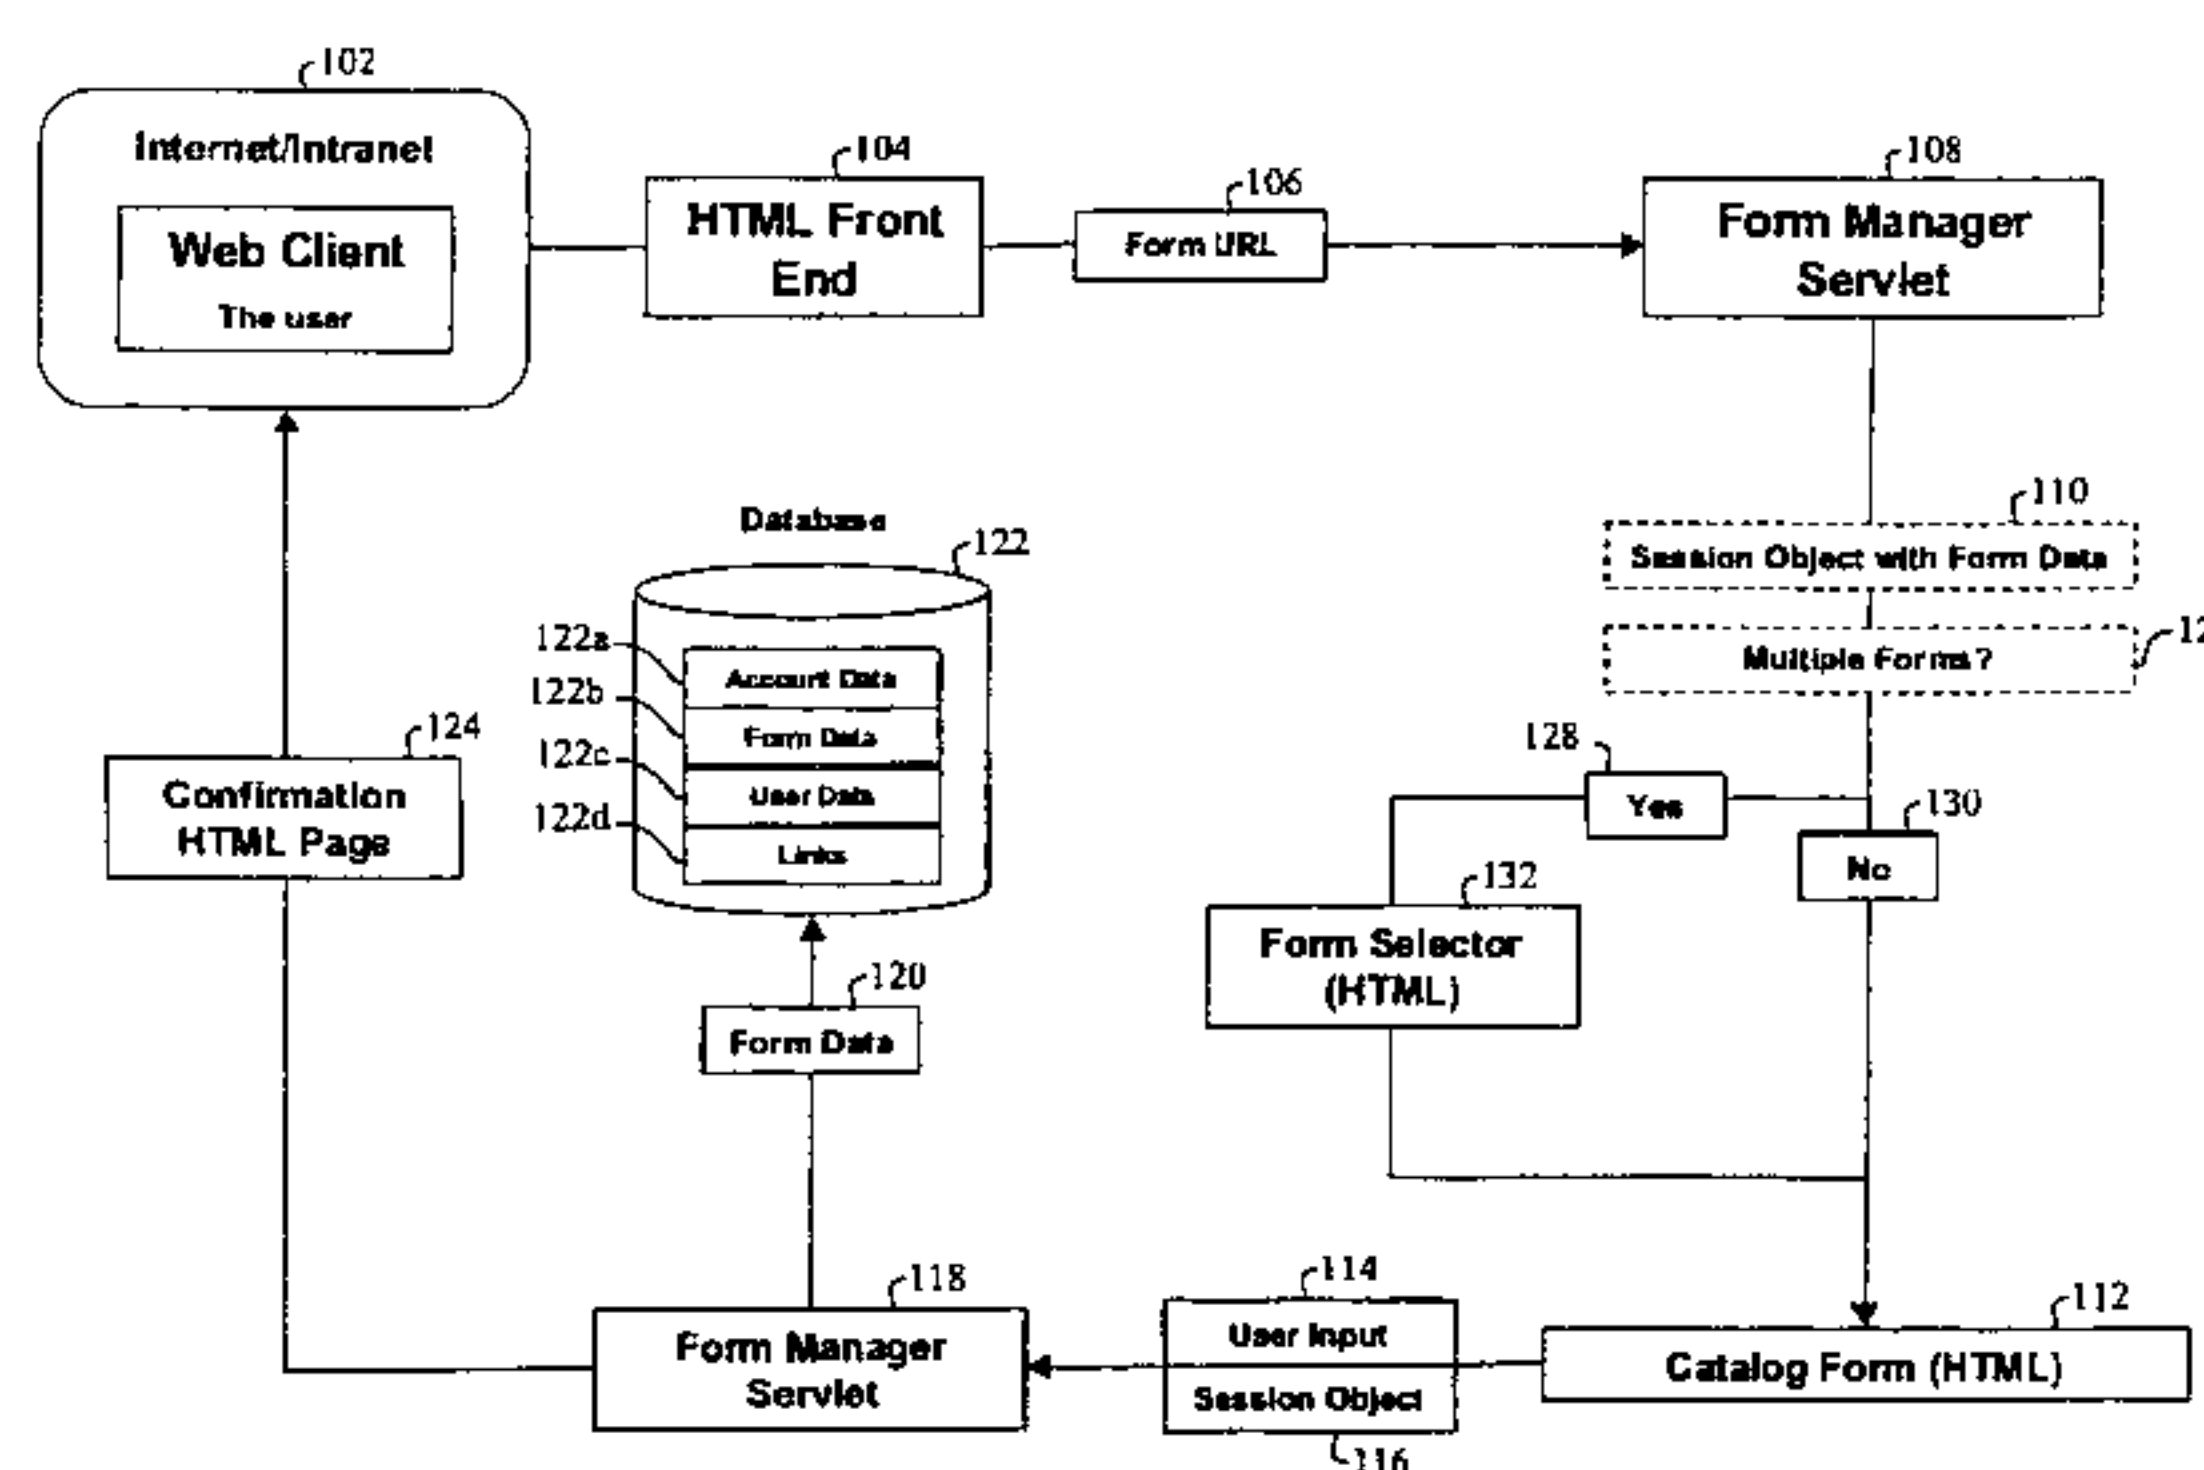 102
Internet/Intranet
Web Client
The user
104
HTML Front
End
106
Form URL
108
Form Manager
Servlet
110
Session Object with Form Data
Multiple Forms?
128
Yes
130
No
132
Form Selector
(HTML)
Database
122
122a
Account Data
122b
Form Data
122c
User Data
122d
Links
124
Confirmation
HTML Page
120
Form Data
118
Form Manager
Servlet
114
User Input
Session Object
116
112
Catalog Form (HTML)